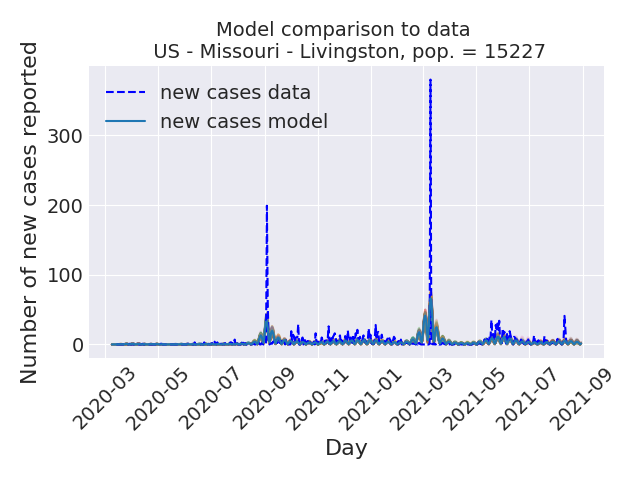 Model comparison to data
US - Missouri - Livingston, pop. = 15227
Number of new cases reported
new cases data
new cases model
300
200
100
0
2020-03
2020-05
2020-07
2020-09
2020-11
2021-01
2021-03
2021-05
2021-07
2021-09
Day